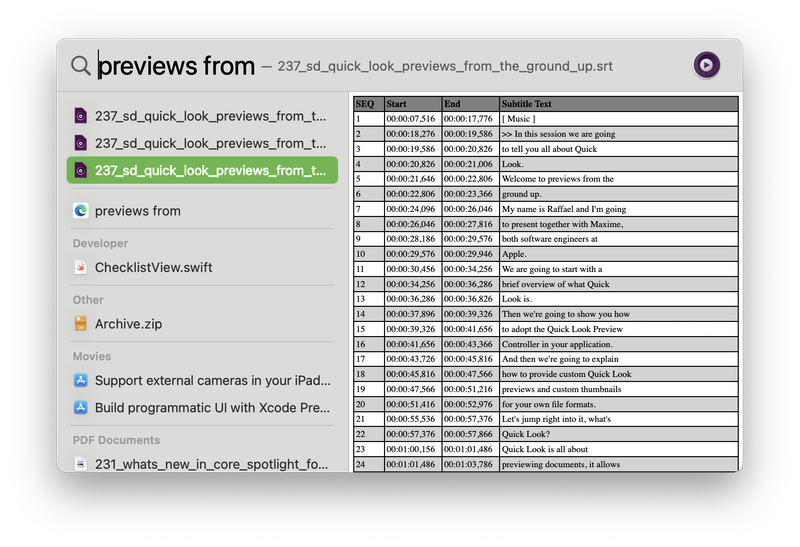 previews from — 237_sd_quick_look_previews_from_the_ground_up.srt
237_sd_quick_look_previews_from_t...
237_sd_quick_look_previews_from_t...
237_sd_quick_look_previews_from_t...
previews from
Developer
ChecklistView.swift
Other
Archive.zip
Movies
Support external cameras in your iPad...
Build programmatic UI with Xcode Pre...
PDF Documents
231_whats_new_in_core_spotlight_fo...
SEQ Start End Subtitle Text
1 00:00:07,516 00:00:17,776 [ Music ]
2 00:00:18,276 00:00:19,586 >> In this session we are going
3 00:00:19,586 00:00:20,826 to tell you all about Quick
4 00:00:20,826 00:00:21,006 Look.
5 00:00:21,646 00:00:22,806 Welcome to previews from the
6 00:00:22,806 00:00:23,366 ground up.
7 00:00:24,096 00:00:26,046 My name is Raffael and I'm going
8 00:00:26,046 00:00:27,816 to present together with Maxime,
9 00:00:28,186 00:00:29,576 both software engineers at
10 00:00:29,576 00:00:29,946 Apple.
11 00:00:30,456 00:00:34,256 We are going to start with a
12 00:00:34,256 00:00:36,286 brief overview of what Quick
13 00:00:36,286 00:00:36,826 Look is.
14 00:00:37,896 00:00:39,326 Then we're going to show you how
15 00:00:39,326 00:00:41,656 to adopt the Quick Look Preview
16 00:00:41,656 00:00:43,366 Controller in your application.
17 00:00:43,726 00:00:45,816 And then we're going to explain
18 00:00:45,816 00:00:47,566 how to provide custom Quick Look
19 00:00:47,566 00:00:51,216 previews and custom thumbnails
20 00:00:51,416 00:00:52,976 for your own file formats.
21 00:00:55,536 00:00:57,376 Let's jump right into it, what's
22 00:00:57,376 00:00:57,866 Quick Look?
23 00:01:00,156 00:01:01,486 Quick Look is all about
24 00:01:01,486 00:01:03,786 previewing documents, it allows